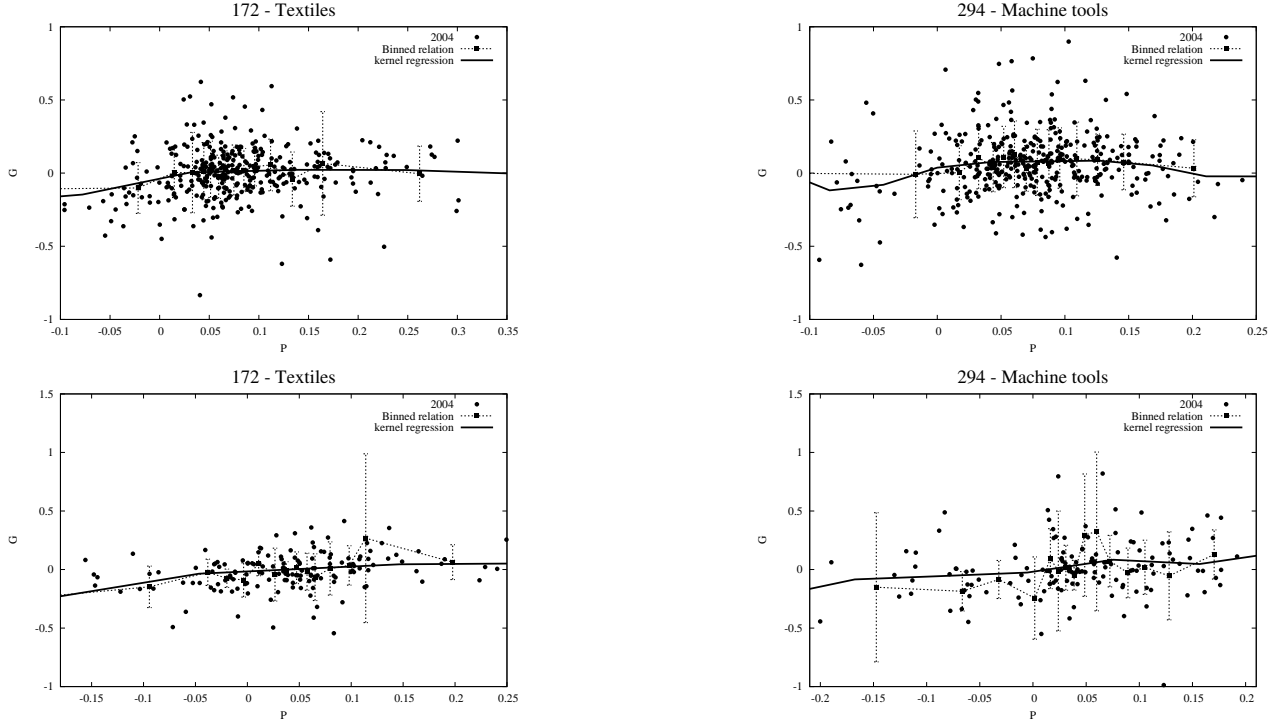 172 - Textiles
1
0.5
0
-0.5
-1
-0.1 -0.05 0 0.05 0.1 0.15 0.2 0.25 0.3 0.35
G
P
2004
Binned relation
kernel regression
294 - Machine tools
1
0.5
0
-0.5
-1
-0.1 -0.05 0 0.05 0.1 0.15 0.2 0.25
G
P
2004
Binned relation
kernel regression
172 - Textiles
1.5
1
0.5
0
-0.5
-1
-0.15 -0.1 -0.05 0 0.05 0.1 0.15 0.2 0.25
G
P
2004
Binned relation
kernel regression
294 - Machine tools
1.5
1
0.5
0
-0.5
-1
-0.2 -0.15 -0.1 -0.05 0 0.05 0.1 0.15 0.2
G
P
2004
Binned relation
kernel regression